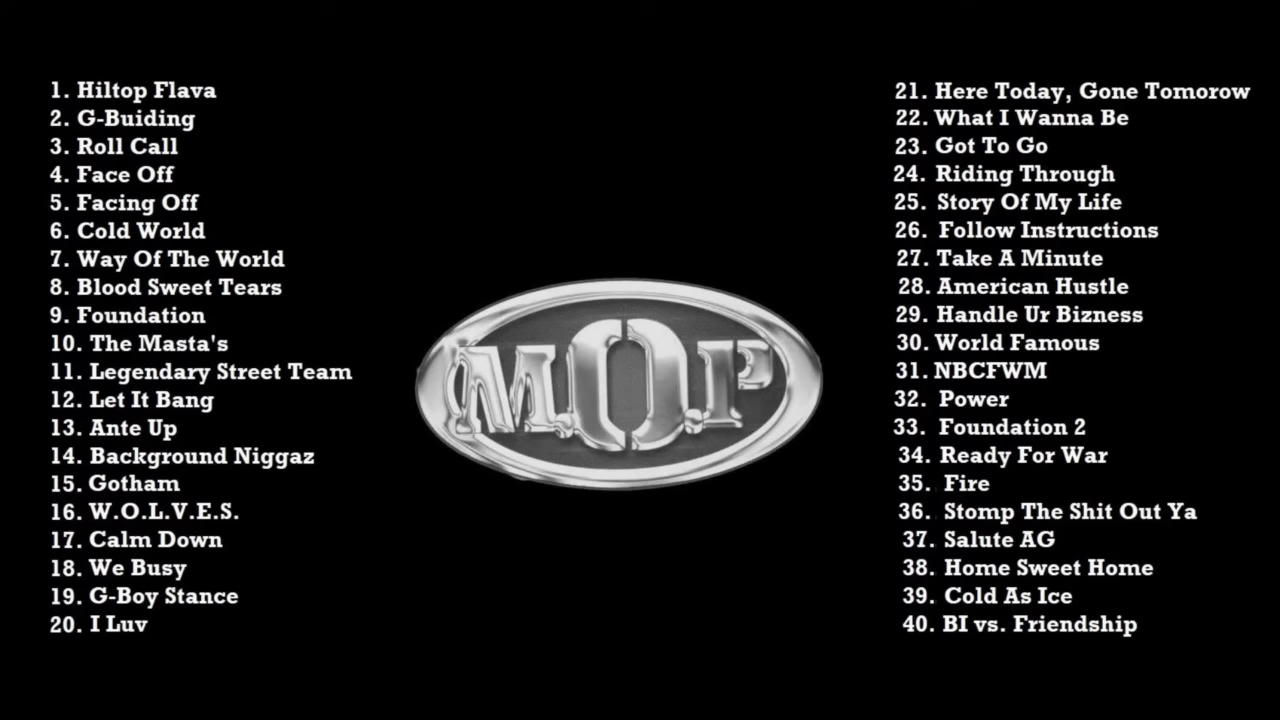 1. Hiltop Flava
2. G-Buiding
3. Roll Call
4. Face Off
5. Facing Off
6. Cold World
7. Way Of The World
8. Blood Sweet Tears
9. Foundation
10. The Masta's
11. Legendary Street Team
12. Let It Bang
13. Ante Up
14. Background Niggaz
15. Gotham
16. W.O.L.V.E.S.
17. Calm Down
18. We Busy
19. G-Boy Stance
20. I Luv
M.O.P
21. Here Today, Gone Tomorow
22. What I Wanna Be
23. Got To Go
24. Riding Through
25. Story Of My Life
26. Follow Instructions
27. Take A Minute
28. American Hustle
29. Handle Ur Bizness
30. World Famous
31. NBCFWM
32. Power
33. Foundation 2
34. Ready For War
35. Fire
36. Stomp The Shit Out Ya
37. Salute AG
38. Home Sweet Home
39. Cold As Ice
40. BI vs. Friendship